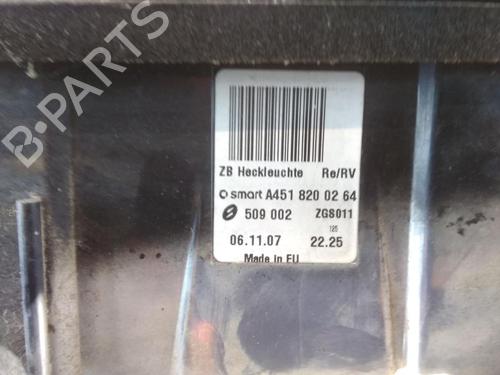 B-PARTS
ZB Heckleuchte Re/RV
smart A451 820 02 64
509 002 ZGS011
125
06.11.07 22.25
Made in EU